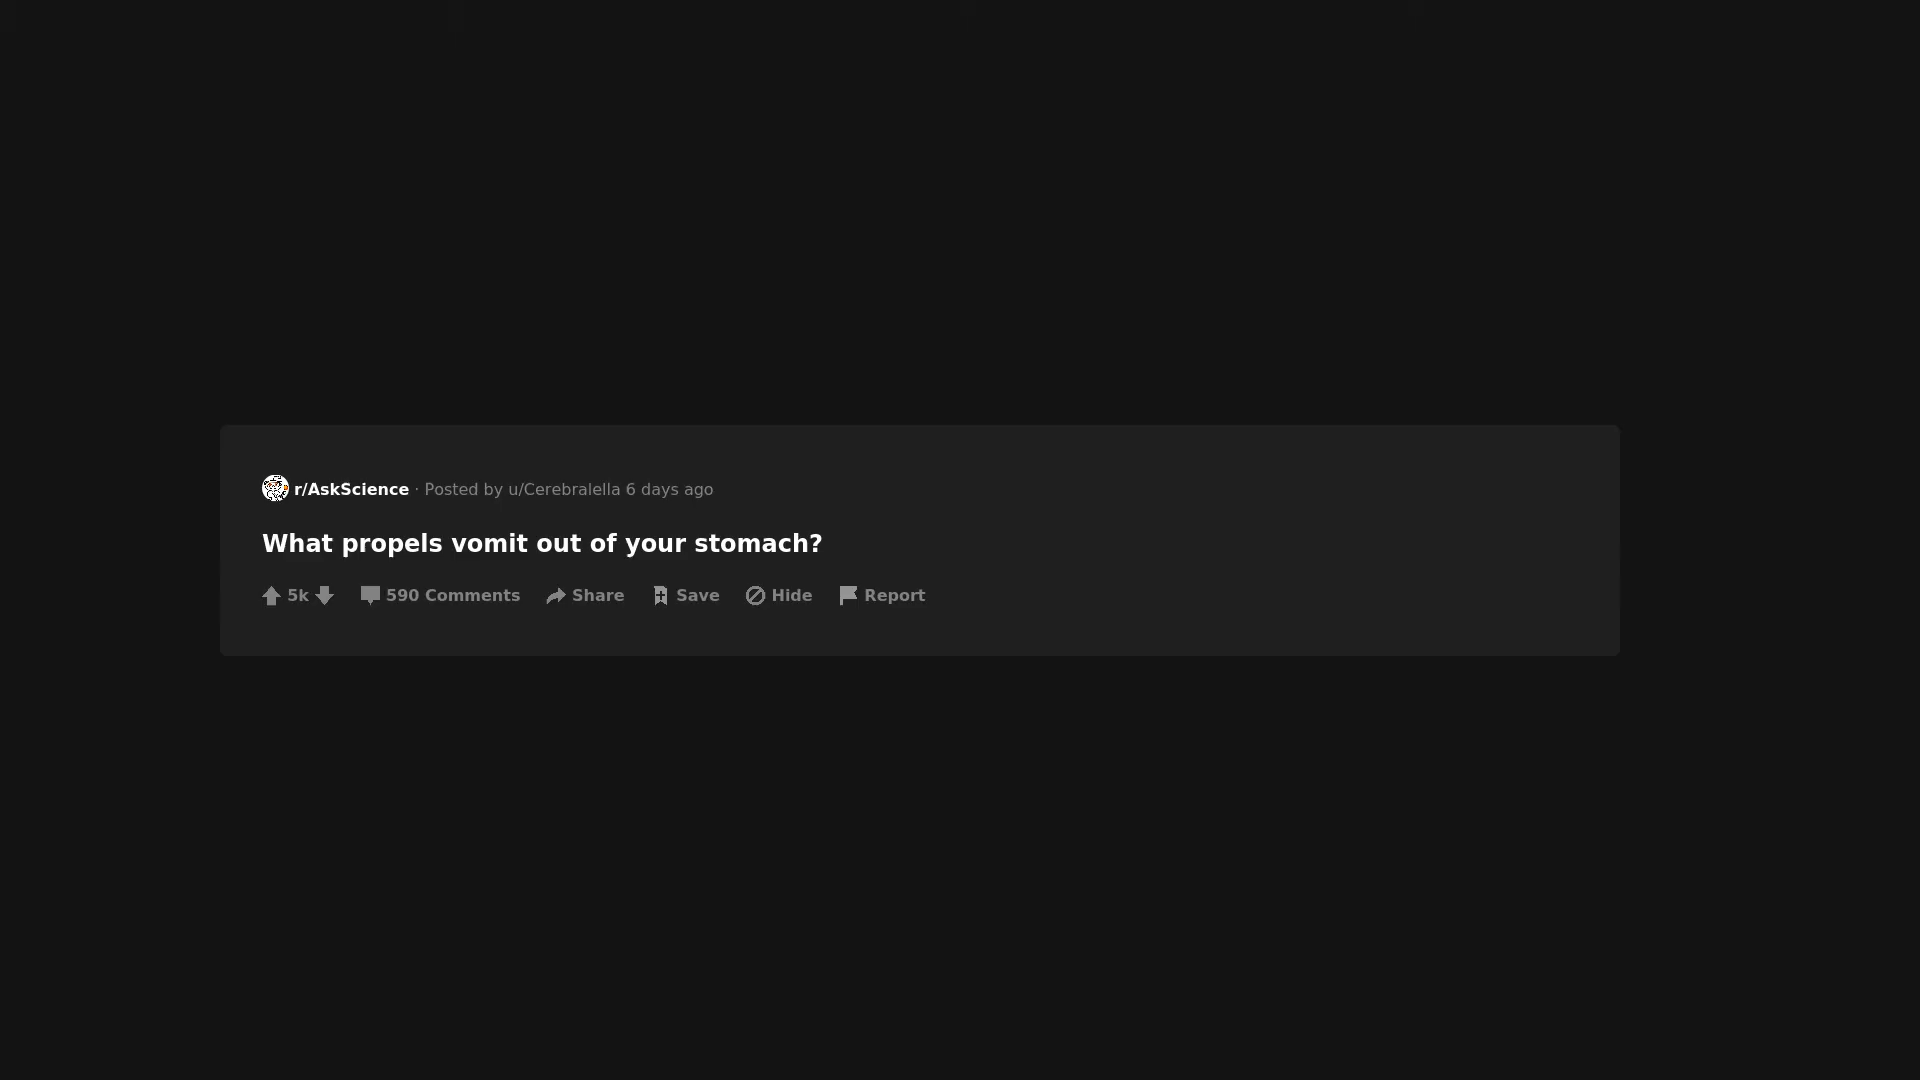 r/AskScience · Posted by u/Cerebralella 6 days ago
What propels vomit out of your stomach?
5k 590 Comments Share Save Hide Report